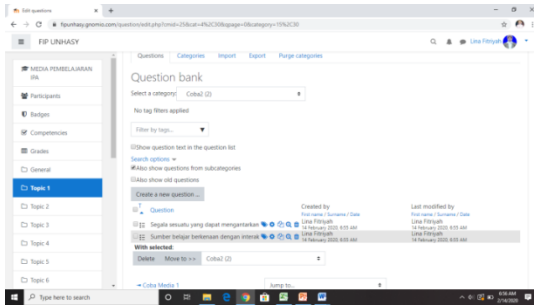 Edit questions
fipunhasy.gnomio.com/question/edit.php?cmid=25&cat=4%2C30&qpage=0&category=15%2C30
FIP UNHASY
Lina Fitriyah
MEDIA PEMBELAJARAN IPA
Participants
Badges
Competencies
Grades
General
Topic 1
Topic 2
Topic 3
Topic 4
Topic 5
Topic 6
Questions Categories Import Export Purge categories
Question bank
Select a category: Coba2 (2)
No tag filters applied
Filter by tags...
Show question text in the question list
Search options
Also show questions from subcategories
Also show old questions
Create a new question ...
Question
Created by
First name / Surname / Date
Last modified by
First name / Surname / Date
Segala sesuatu yang dapat mengantarkan
Lina Fitriyah
14 February 2020, 8:55 AM
Lina Fitriyah
14 February 2020, 8:55 AM
Sumber belajar berkenaan dengan interak
Lina Fitriyah
14 February 2020, 8:55 AM
Lina Fitriyah
14 February 2020, 8:55 AM
With selected:
Delete Move to >> Coba2 (2)
Coba Media 1
Jump to...
Type here to search
8:56 AM
2/14/2020